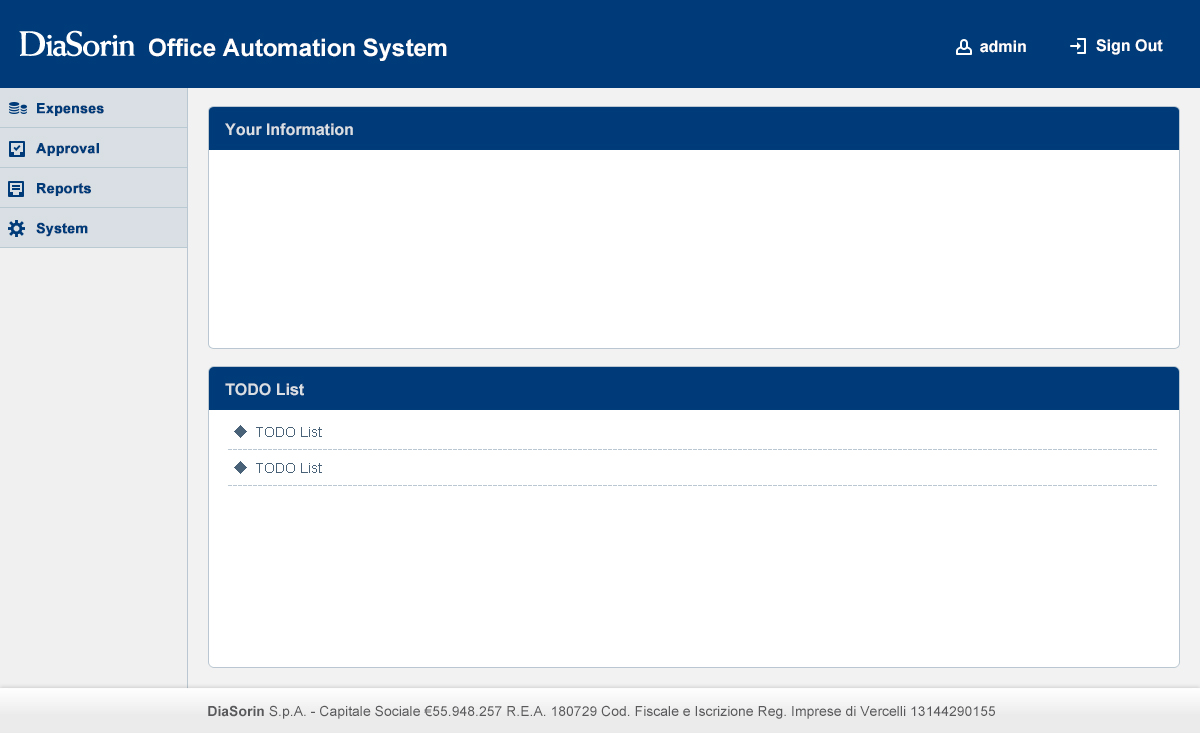 DiaSorin Office Automation System
admin
Sign Out
Expenses
Approval
Reports
System
Your Information
TODO List
TODO List
TODO List
DiaSorin S.p.A. - Capitale Sociale €55.948.257 R.E.A. 180729 Cod. Fiscale e Iscrizione Reg. Imprese di Vercelli 13144290155